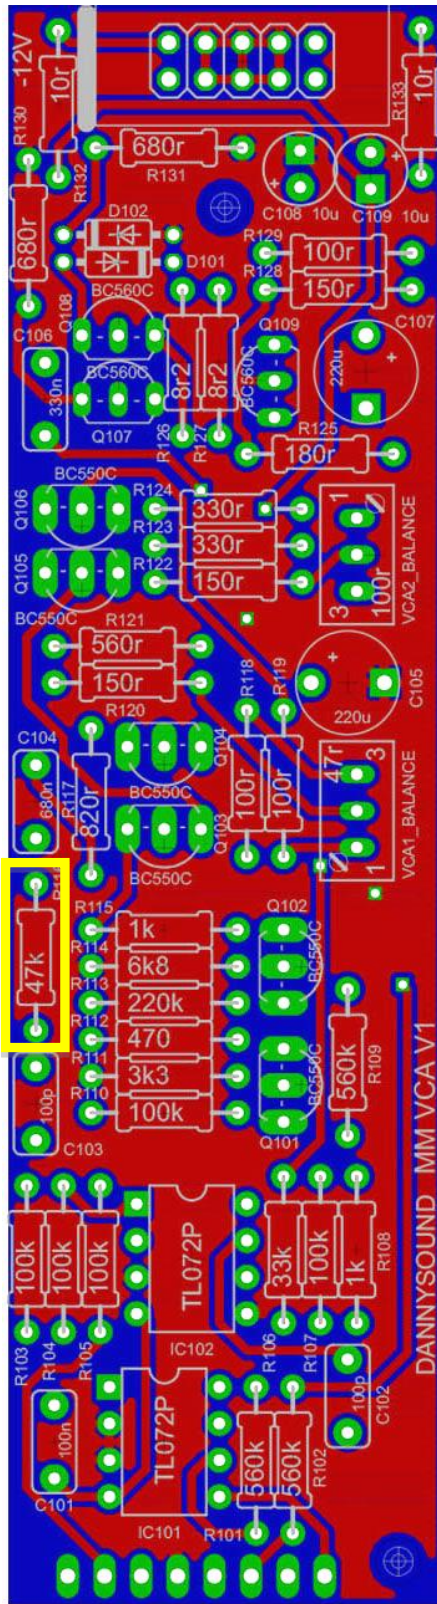 -12V
10r
R130
R132
680r
R131
10r
R133
C108
10u
C109
10u
680r
D102
D101
R129
100r
R128
150r
C107
220u
BC560C
Q108
C106
330n
BC560C
Q107
8r2
8r2
R126
R127
Q109
BC560C
R125
180r
BC550C
Q106
R124
330r
R123
330r
R122
150r
Q105
BC550C
1
3
100r
VCA2_BALANCE
R121
560r
150r
R120
R118
R119
C105
220u
C104
680n
R117
820r
Q104
BC550C
Q103
BC550C
100r
100r
47r
3
1
VCA1_BALANCE
47k
R115
1k
R114
6k8
R113
220k
R112
470
R111
3k3
R110
100k
Q102
BC550C
BC550C
Q101
560k
R109
100p
C103
100k
100k
100k
R103
R104
R105
TL072P
IC102
33k
100k
1k
R108
R106
R107
DANNYSOUND MM VCA V1
100n
C101
TL072P
IC101
560k
560k
R102
R101
100p
C102